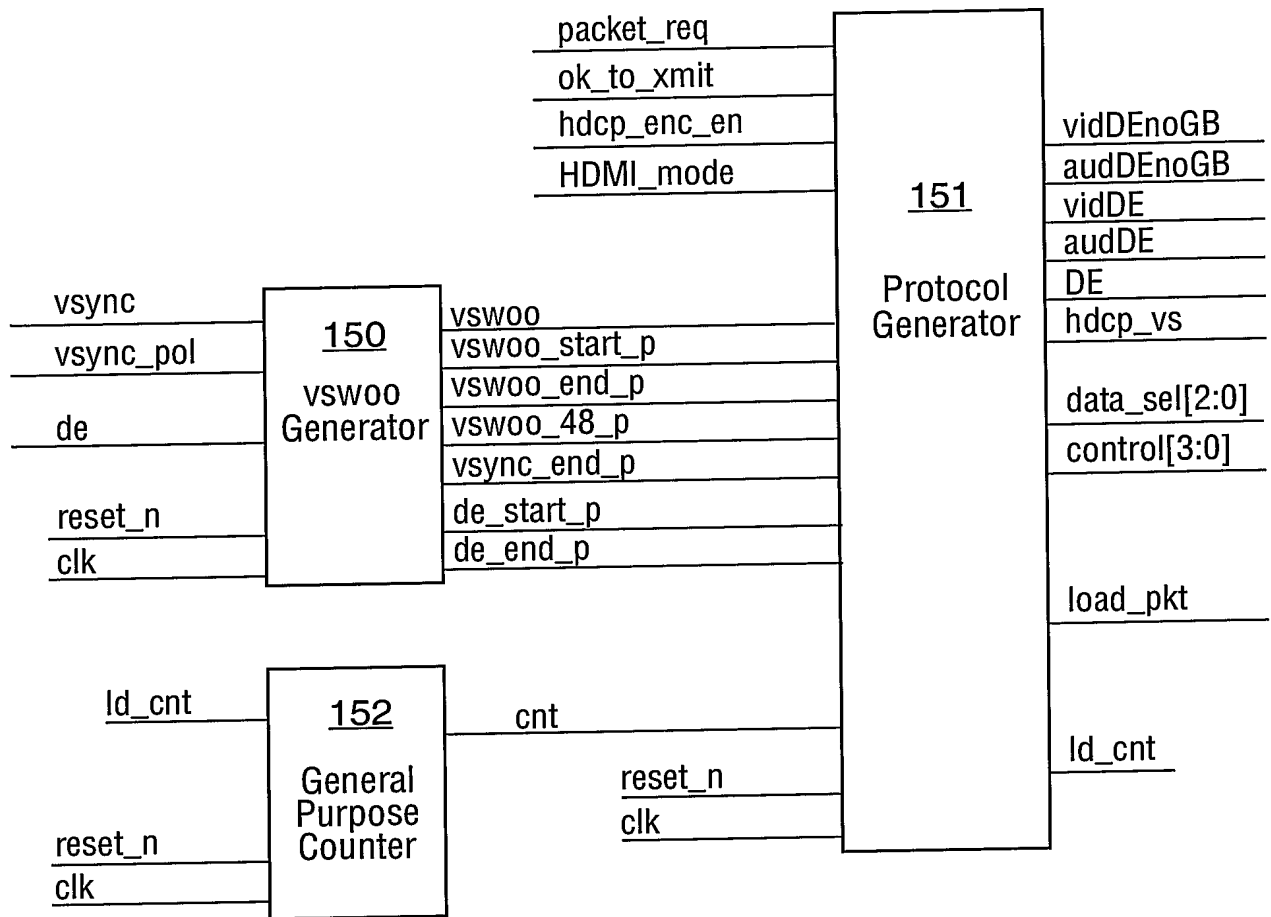 packet_req
ok_to_xmit
hdcp_enc_en
HDMI_mode
151
Protocol
Generator
vidDEnoGB
audDEnoGB
vidDE
audDE
DE
hdcp_vs
data_sel[2:0]
control[3:0]
load_pkt
ld_cnt
vsync
vsync_pol
de
reset_n
clk
150
vswoo
Generator
vswoo
vswoo_start_p
vswoo_end_p
vswoo_48_p
vsync_end_p
de_start_p
de_end_p
ld_cnt
reset_n
clk
152
General
Purpose
Counter
cnt
reset_n
clk